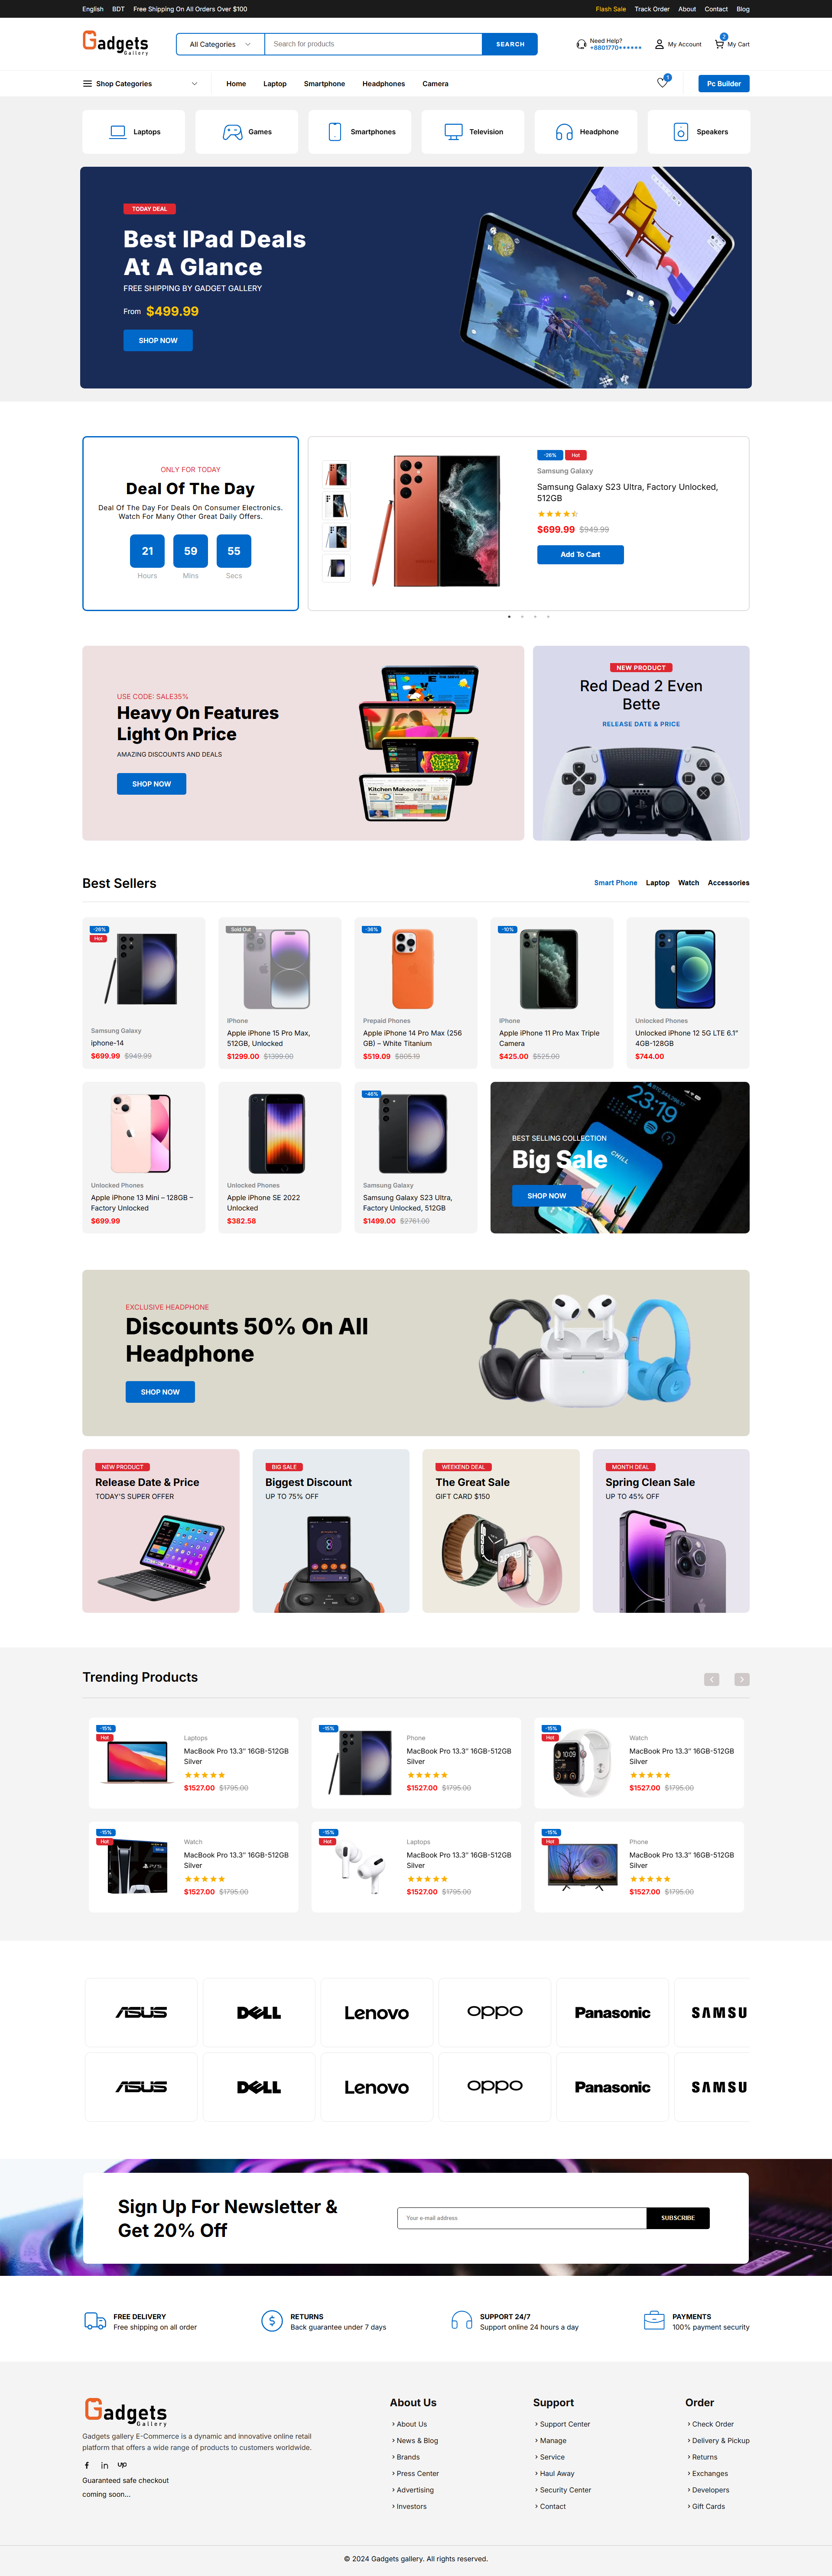 English BDT Free Shipping On All Orders Over $100
Flash Sale Track Order About Contact Blog
Gadgets
Gallery
All Categories
Search for products
SEARCH
Need Help?
+8801770******
My Account
2
My Cart
Shop Categories
Home Laptop Smartphone Headphones Camera
1
Pc Builder
Laptops
Games
Smartphones
Television
Headphone
Speakers
TODAY DEAL
Best IPad Deals
At A Glance
FREE SHIPPING BY GADGET GALLERY
From $499.99
SHOP NOW
ONLY FOR TODAY
Deal Of The Day
Deal Of The Day For Deals On Consumer Electronics.
Watch For Many Other Great Daily Offers.
21 59 55
Hours Mins Secs
-26% Hot
Samsung Galaxy
Samsung Galaxy S23 Ultra, Factory Unlocked,
512GB
$699.99 $949.99
Add To Cart
USE CODE: SALE35%
Heavy On Features
Light On Price
AMAZING DISCOUNTS AND DEALS
SHOP NOW
Kitchen Makeover
NEW PRODUCT
Red Dead 2 Even
Bette
RELEASE DATE & PRICE
Best Sellers
Smart Phone Laptop Watch Accessories
-26%
Hot
Samsung Galaxy
iphone-14
$699.99 $949.99
Sold Out
IPhone
Apple iPhone 15 Pro Max,
512GB, Unlocked
$1299.00 $1399.00
-36%
Prepaid Phones
Apple iPhone 14 Pro Max (256
GB) – White Titanium
$519.09 $805.19
-10%
IPhone
Apple iPhone 11 Pro Max Triple
Camera
$425.00 $525.00
Unlocked Phones
Unlocked iPhone 12 5G LTE 6.1"
4GB-128GB
$744.00
Unlocked Phones
Apple iPhone 13 Mini – 128GB –
Factory Unlocked
$699.99
Unlocked Phones
Apple iPhone SE 2022
Unlocked
$382.58
-46%
Samsung Galaxy
Samsung Galaxy S23 Ultra,
Factory Unlocked, 512GB
$1499.00 $2761.00
23:19
CHILL
BEST SELLING COLLECTION
Big Sale
SHOP NOW
EXCLUSIVE HEADPHONE
Discounts 50% On All
Headphone
SHOP NOW
NEW PRODUCT
Release Date & Price
TODAY'S SUPER OFFER
BIG SALE
Biggest Discount
UP TO 75% OFF
WEEKEND DEAL
The Great Sale
GIFT CARD $150
MONTH DEAL
Spring Clean Sale
UP TO 45% OFF
Trending Products
-15%
Hot
Laptops
MacBook Pro 13.3″ 16GB-512GB
Silver
$1527.00 $1795.00
-15%
Phone
MacBook Pro 13.3″ 16GB-512GB
Silver
$1527.00 $1795.00
-15%
Hot
10:09
Watch
MacBook Pro 13.3″ 16GB-512GB
Silver
$1527.00 $1795.00
-15%
Hot
PS5
Watch
MacBook Pro 13.3″ 16GB-512GB
Silver
$1527.00 $1795.00
-15%
Hot
Laptops
MacBook Pro 13.3″ 16GB-512GB
Silver
$1527.00 $1795.00
-15%
Hot
Phone
MacBook Pro 13.3″ 16GB-512GB
Silver
$1527.00 $1795.00
ASUS DELL Lenovo oppo Panasonic SAMSU
ASUS DELL Lenovo oppo Panasonic SAMSU
Sign Up For Newsletter &
Get 20% Off
Your e-mail address
SUBSCRIBE
FREE DELIVERY
Free shipping on all order
RETURNS
Back guarantee under 7 days
SUPPORT 24/7
Support online 24 hours a day
PAYMENTS
100% payment security
Gadgets
Gallery
Gadgets gallery E-Commerce is a dynamic and innovative online retail
platform that offers a wide range of products to customers worldwide.
f in up
Guaranteed safe checkout
coming soon...
About Us
About Us
News & Blog
Brands
Press Center
Advertising
Investors
Support
Support Center
Manage
Service
Haul Away
Security Center
Contact
Order
Check Order
Delivery & Pickup
Returns
Exchanges
Developers
Gift Cards
© 2024 Gadgets gallery. All rights reserved.